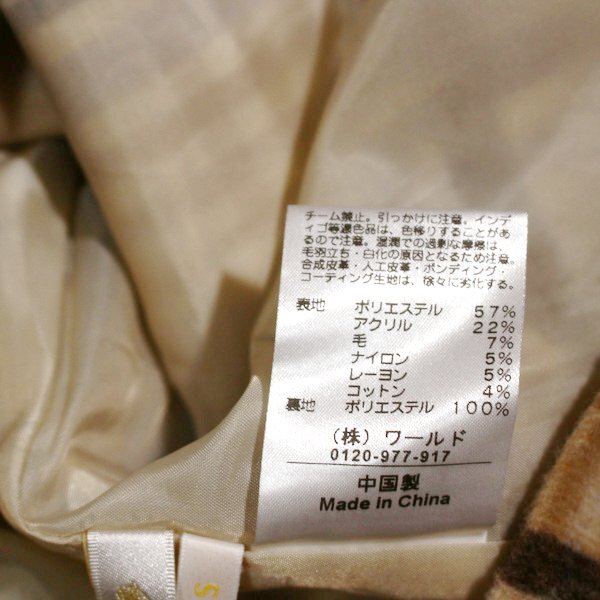 チーム禁止。引っかけに注意。インデ
ィゴ等濃色品は、色移りすることがあ
るので注意。湿潤での過剰な摩擦は、
毛羽立ち・白化の原因となるため注意。
合成皮革・人工皮革・ボンディング・
コーティング生地は、徐々に劣化する。
表地 ポリエステル 57%
アクリル 22%
毛 7%
ナイロン 5%
レーヨン 5%
コットン 4%
裏地 ポリエステル 100%
(株) ワールド
0120-977-917
中国製
Made in China
S